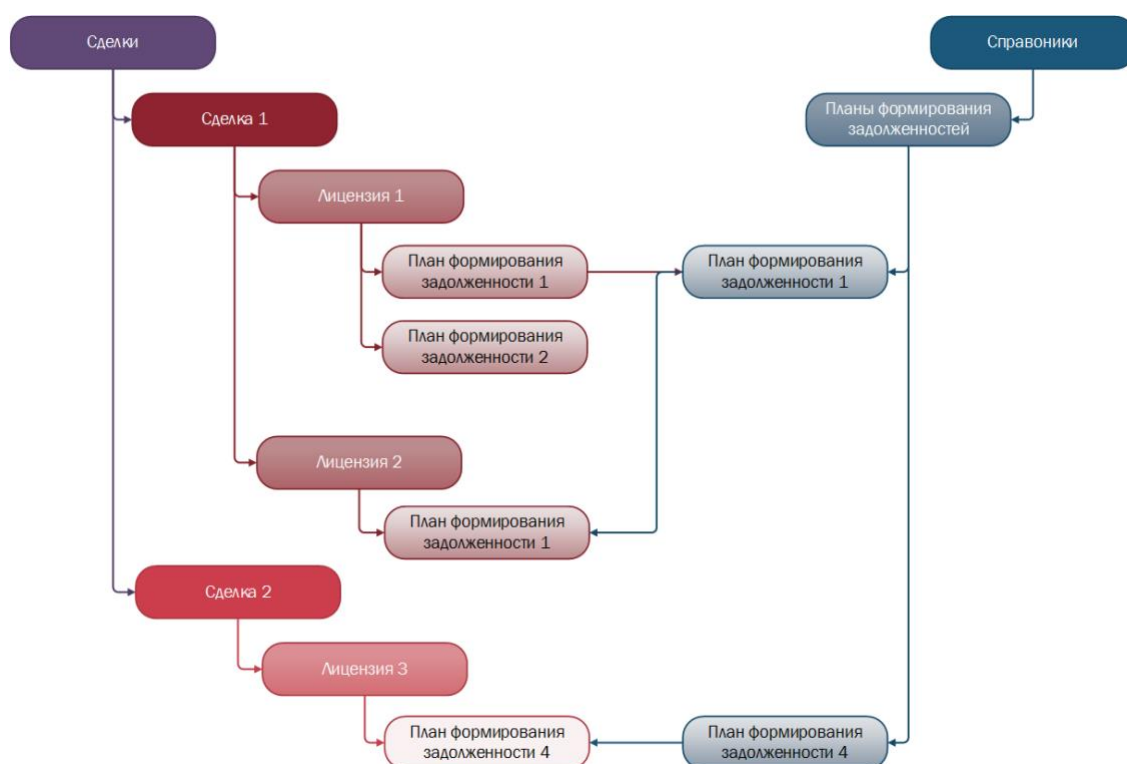 Сделки
Справоники
Сделка 1
Планы формирования
задолженностей
Лицензия 1
План формирования
задолженности 1
План формирования
задолженности 1
План формирования
задолженности 2
Лицензия 2
План формирования
задолженности 1
Сделка 2
Лицензия 3
План формирования
задолженности 4
План формирования
задолженности 4